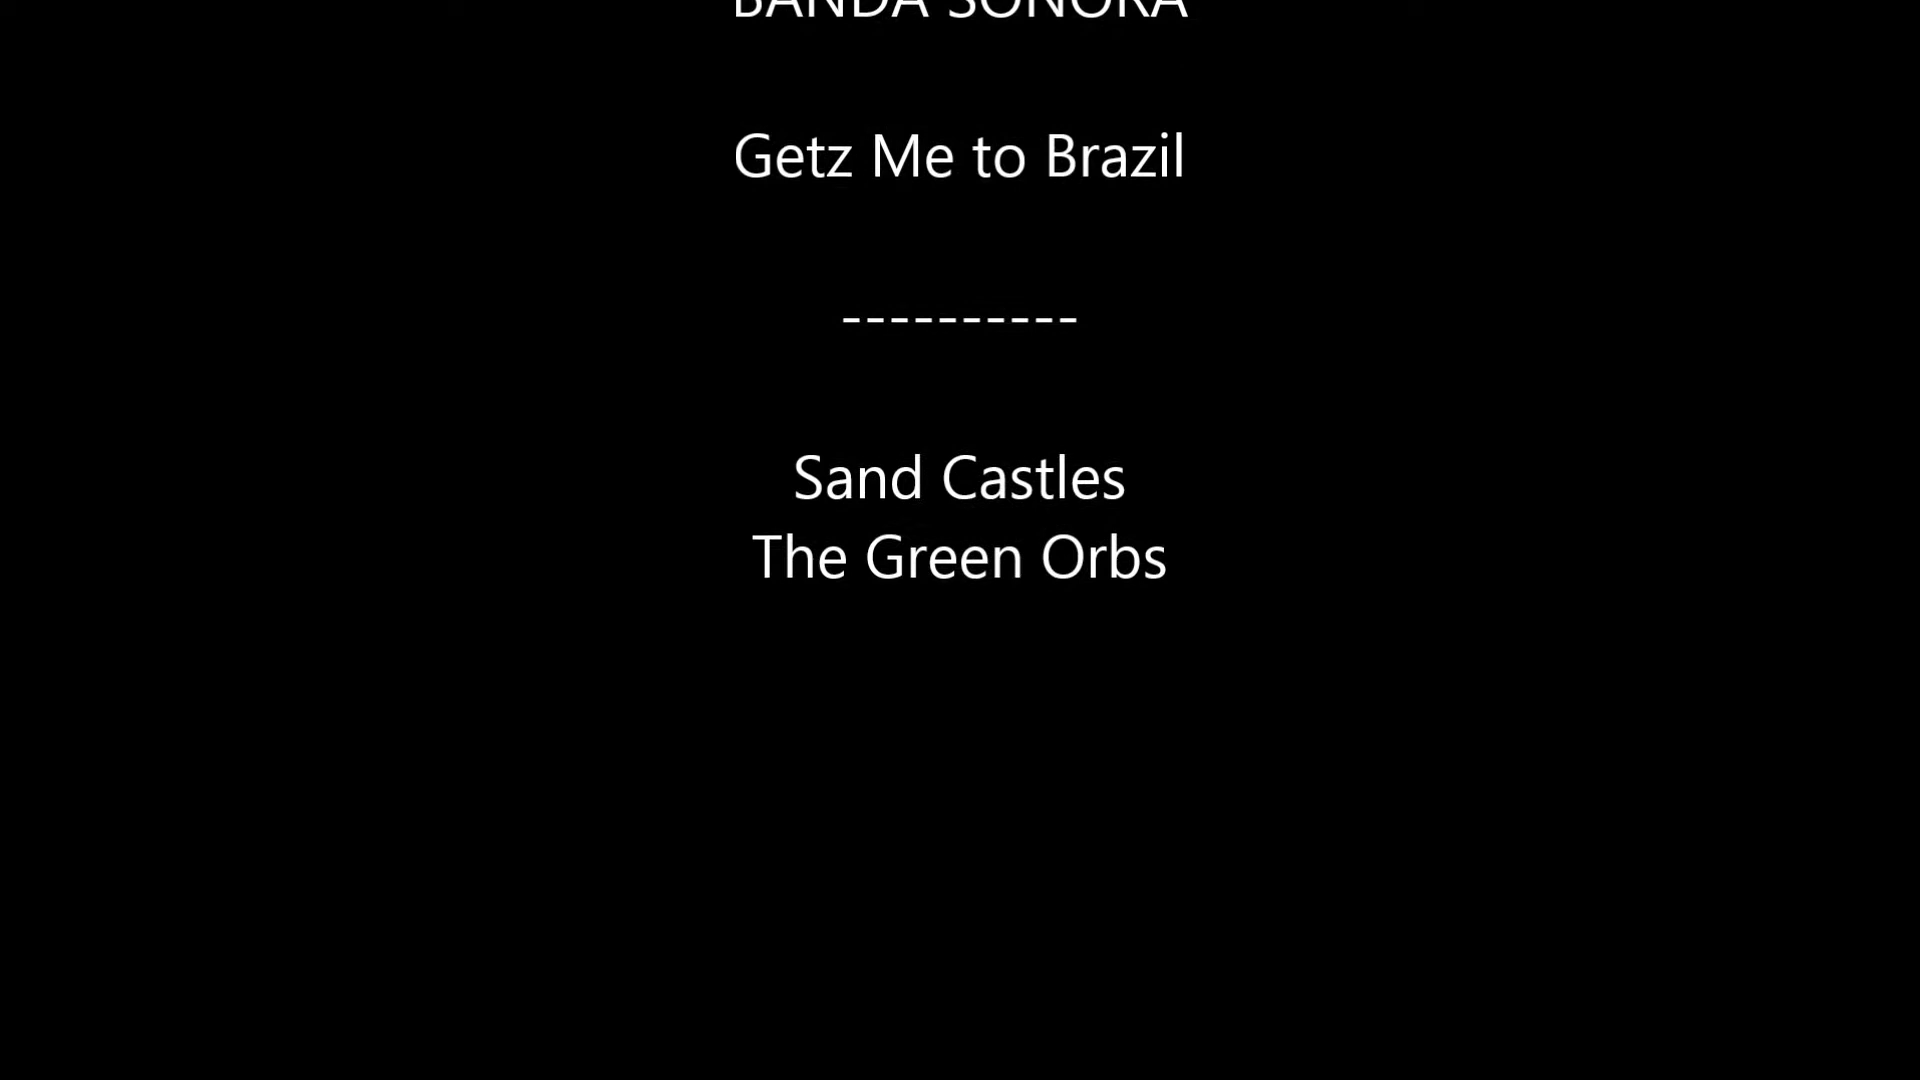 BANDA SONORA
Getz Me to Brazil
----------
Sand Castles
The Green Orbs